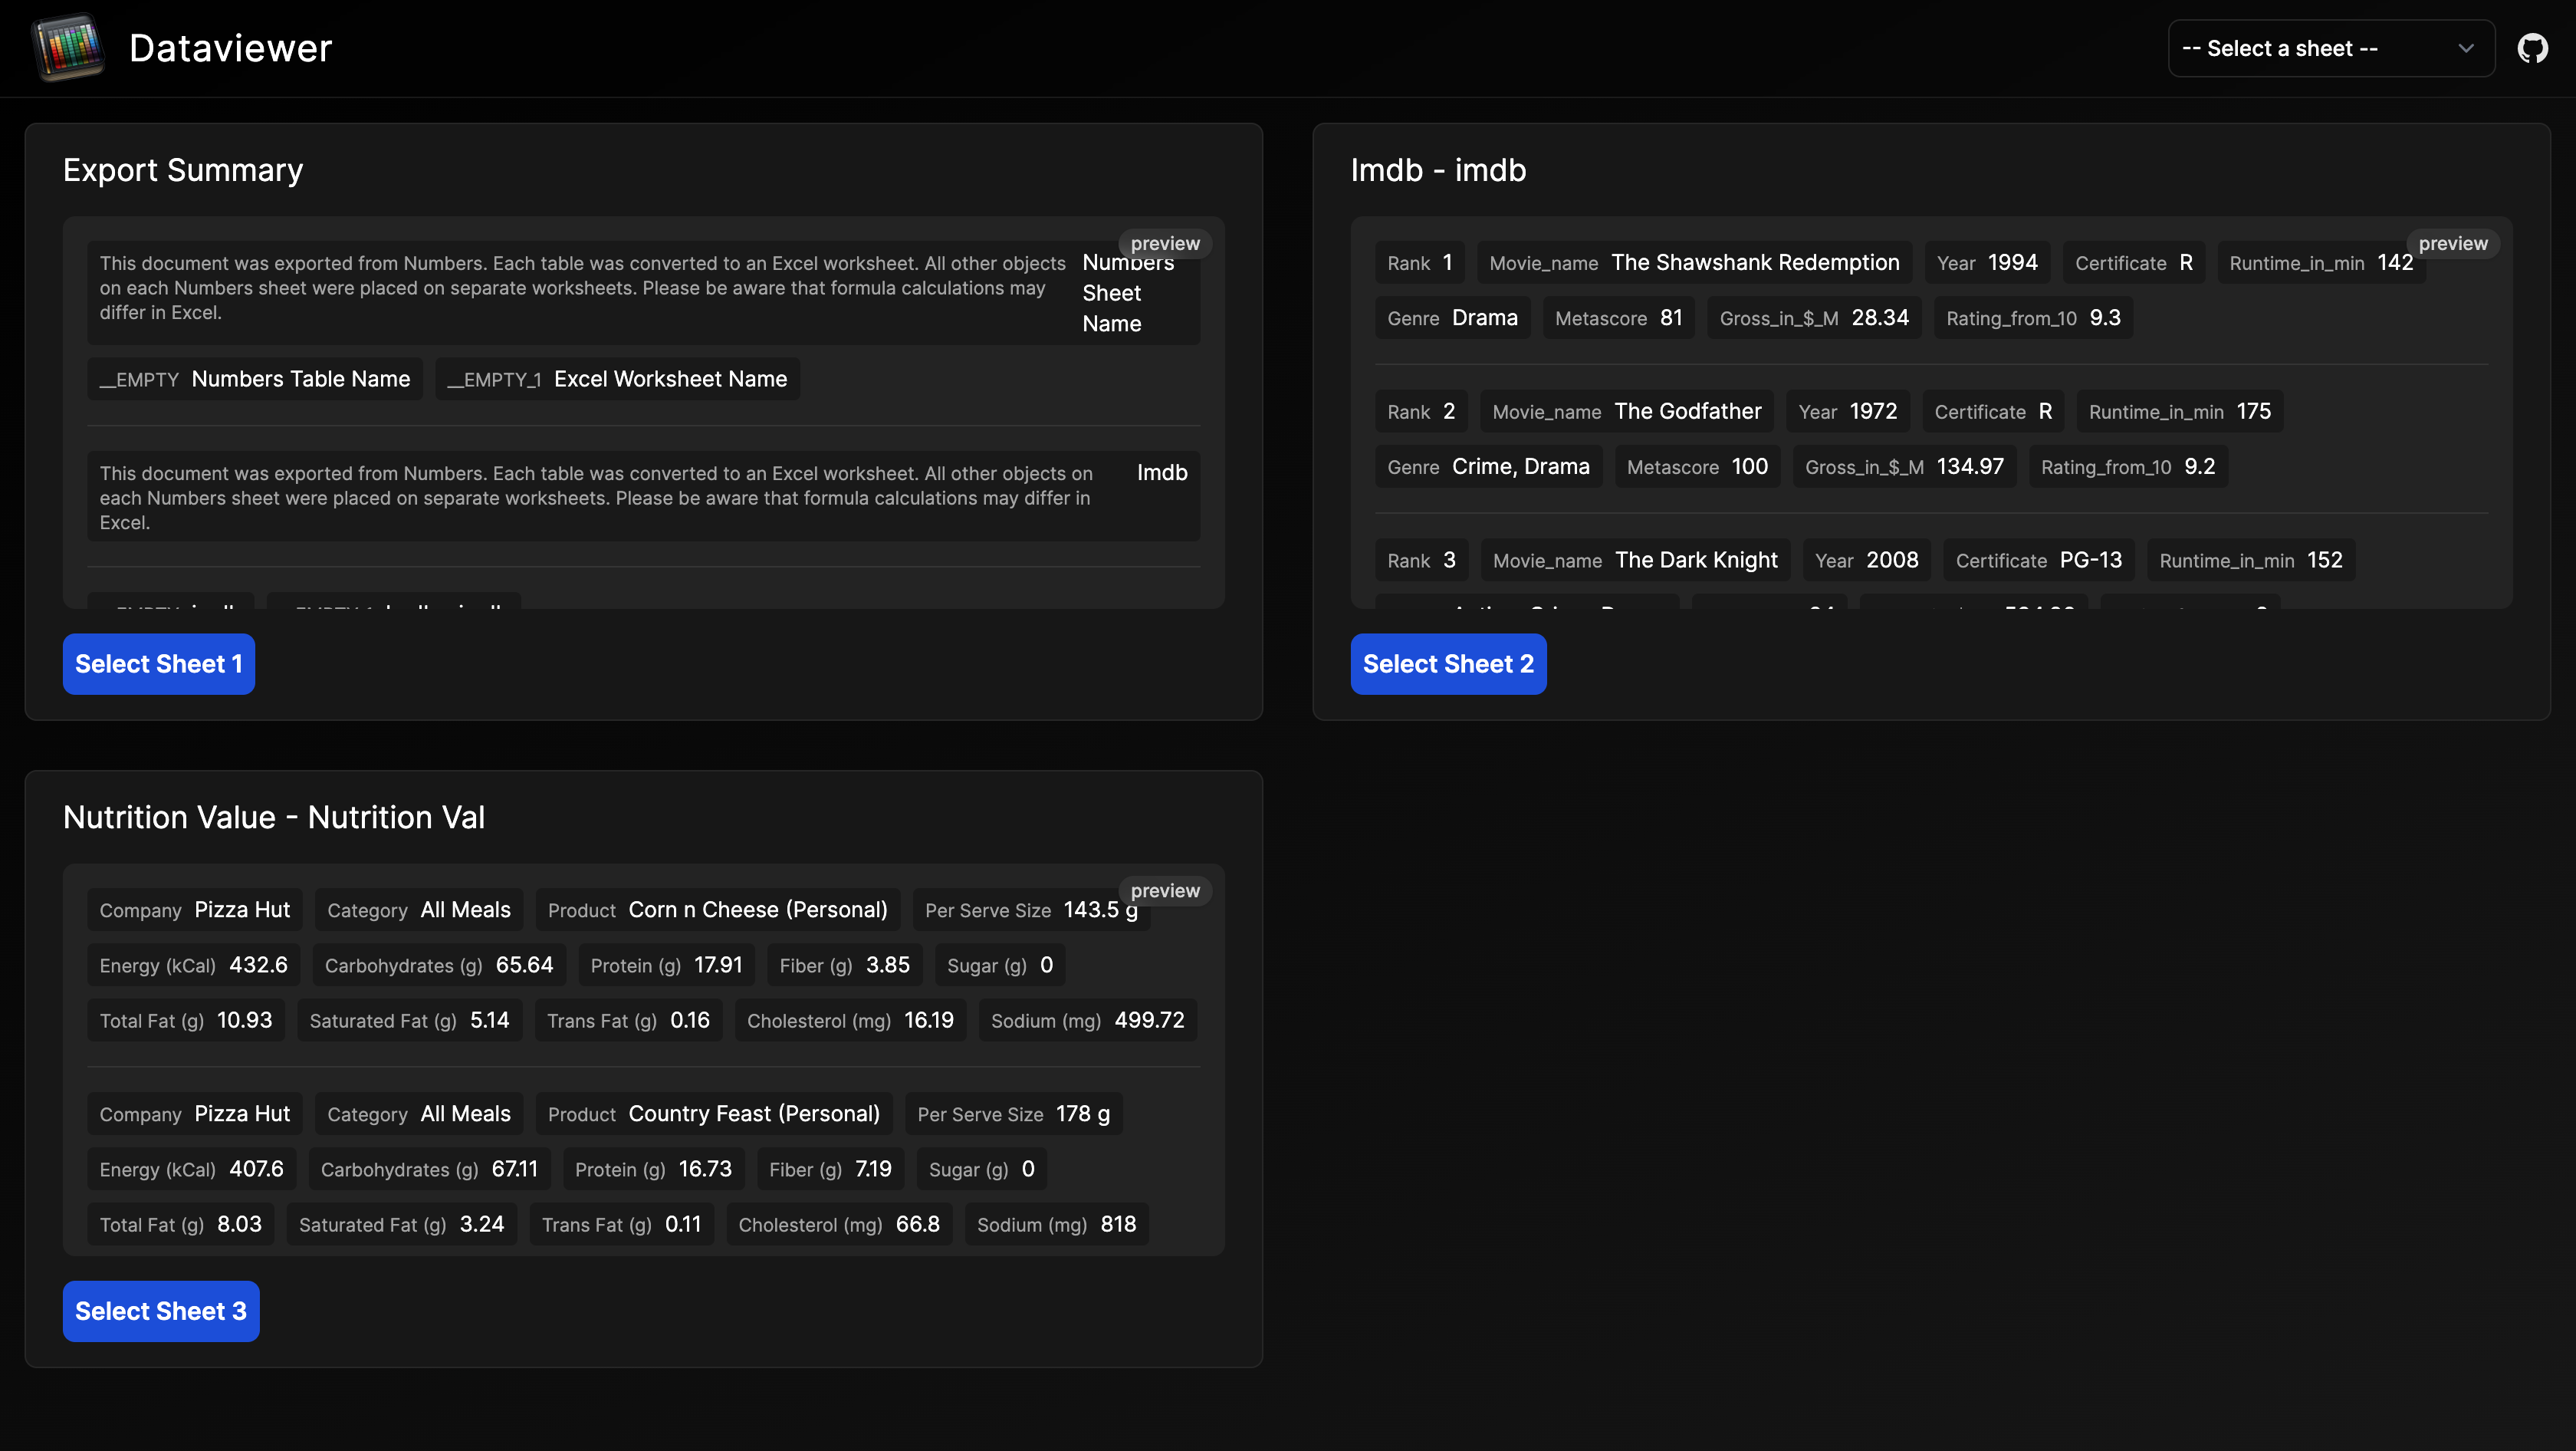 Dataviewer
-- Select a sheet --
Export Summary
preview
This document was exported from Numbers. Each table was converted to an Excel worksheet. All other objects
on each Numbers sheet were placed on separate worksheets. Please be aware that formula calculations may
differ in Excel.
Numbers
Sheet
Name
__EMPTY Numbers Table Name __EMPTY_1 Excel Worksheet Name
This document was exported from Numbers. Each table was converted to an Excel worksheet. All other objects on
each Numbers sheet were placed on separate worksheets. Please be aware that formula calculations may differ in
Excel.
Imdb
Select Sheet 1
Imdb - imdb
preview
Rank 1 Movie_name The Shawshank Redemption Year 1994 Certificate R Runtime_in_min 142
Genre Drama Metascore 81 Gross_in_$_M 28.34 Rating_from_10 9.3
Rank 2 Movie_name The Godfather Year 1972 Certificate R Runtime_in_min 175
Genre Crime, Drama Metascore 100 Gross_in_$_M 134.97 Rating_from_10 9.2
Rank 3 Movie_name The Dark Knight Year 2008 Certificate PG-13 Runtime_in_min 152
Select Sheet 2
Nutrition Value - Nutrition Val
preview
Company Pizza Hut Category All Meals Product Corn n Cheese (Personal) Per Serve Size 143.5 g
Energy (kCal) 432.6 Carbohydrates (g) 65.64 Protein (g) 17.91 Fiber (g) 3.85 Sugar (g) 0
Total Fat (g) 10.93 Saturated Fat (g) 5.14 Trans Fat (g) 0.16 Cholesterol (mg) 16.19 Sodium (mg) 499.72
Company Pizza Hut Category All Meals Product Country Feast (Personal) Per Serve Size 178 g
Energy (kCal) 407.6 Carbohydrates (g) 67.11 Protein (g) 16.73 Fiber (g) 7.19 Sugar (g) 0
Total Fat (g) 8.03 Saturated Fat (g) 3.24 Trans Fat (g) 0.11 Cholesterol (mg) 66.8 Sodium (mg) 818
Select Sheet 3